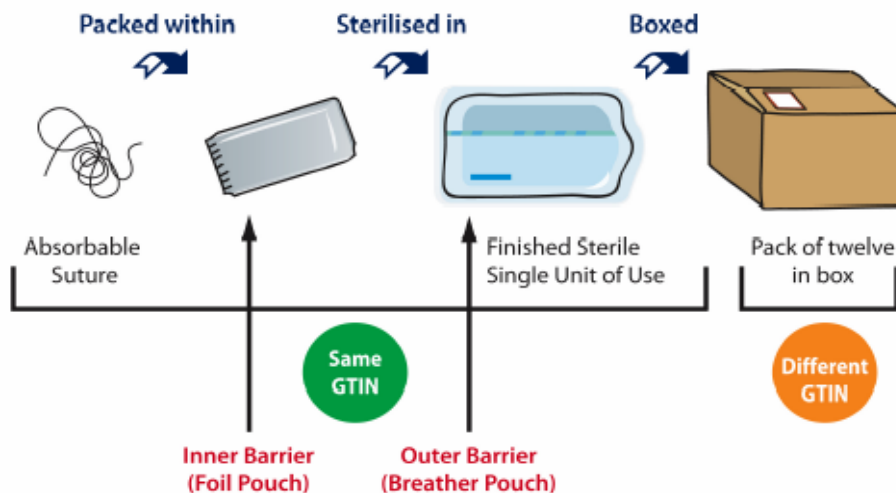 Packed within
Sterilised in
Boxed
Absorbable
Suture
Finished Sterile
Single Unit of Use
Pack of twelve
in box
Same
GTIN
Different
GTIN
Inner Barrier
(Foil Pouch)
Outer Barrier
(Breather Pouch)